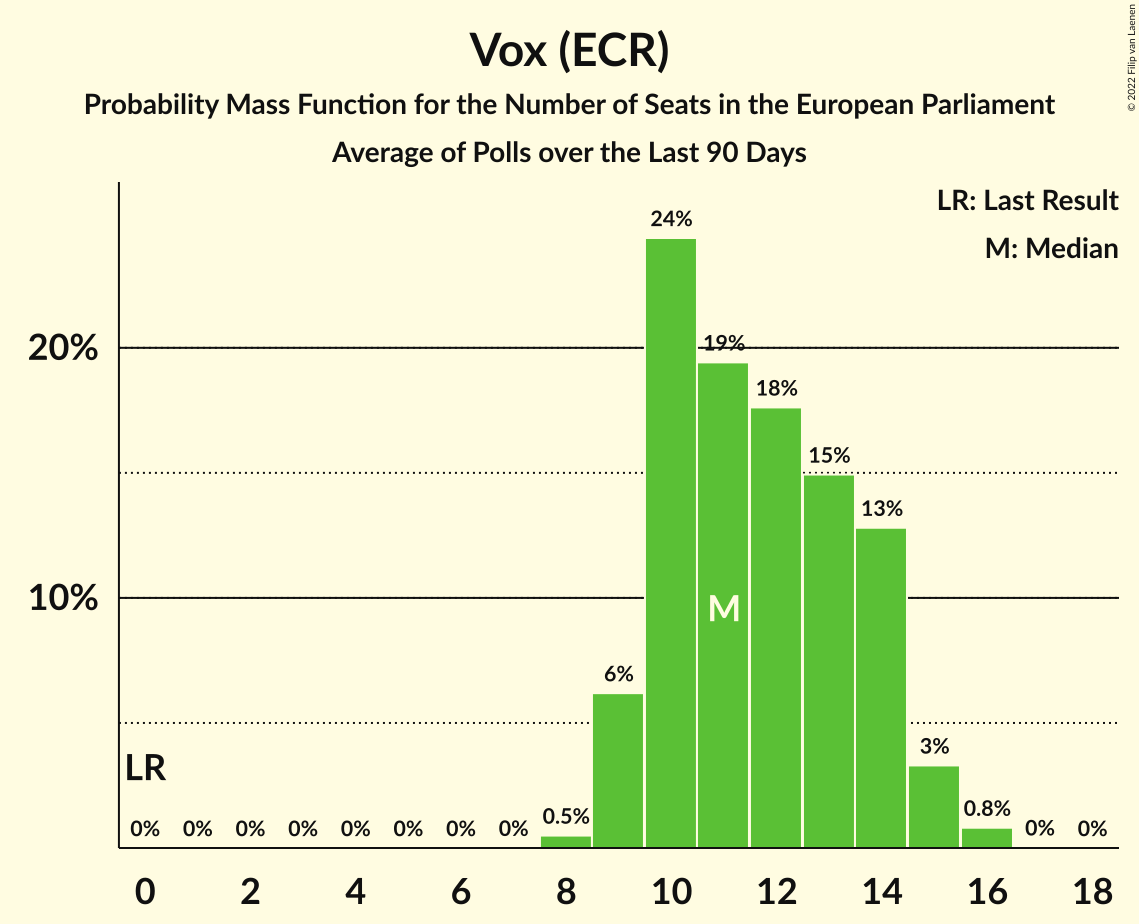 Vox (ECR)
Probability Mass Function for the Number of Seats in the European Parliament
Average of Polls over the Last 90 Days
© 2022 Filip van Laenen
LR: Last Result
M: Median
24%
20%
19%
18%
15%
13%
10%
M
6%
LR
3%
0% 0% 0% 0% 0% 0% 0% 0% 0.5% 0.8% 0% 0%
0 2 4 6 8 10 12 14 16 18